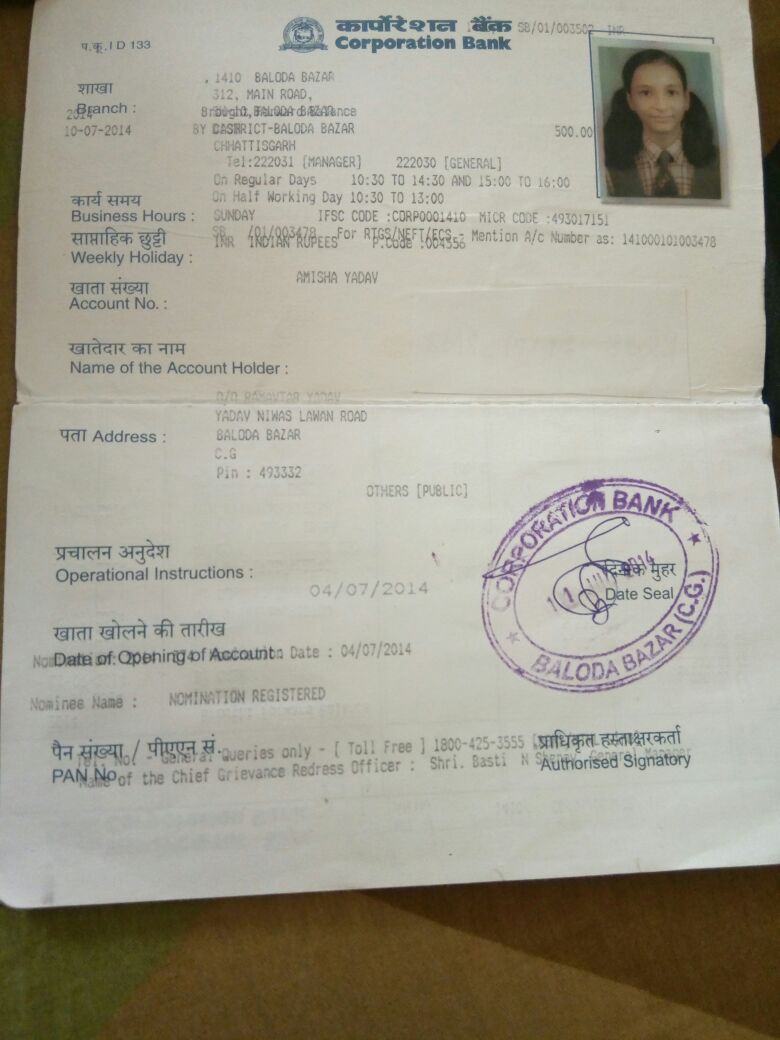 कार्पोरेशन बैंक
Corporation Bank
SB/01/003502 INR
प.कू.I D 133
शाखा
Branch :
1410 BALODA BAZAR
312, MAIN ROAD,
2014
Brought Forward Balance
10-07-2014
BY CASH
500.00
DISTRICT-BALODA BAZAR
CHHATTISGARH
Tel:222031 [MANAGER] 222030 [GENERAL]
कार्य समय
Business Hours :
On Regular Days 10:30 TO 14:30 AND 15:00 TO 16:00
On Half Working Day 10:30 TO 13:00
साप्ताहिक छुट्टी
Weekly Holiday :
SUNDAY IFSC CODE :CORP0001410 MICR CODE :493017151
SB /01/003478 For RTGS/NEFT/ECS - Mention A/c Number as: 141000101003478
INR INDIAN RUPEES P.Code :004556
खाता संख्या
Account No. :
AMISHA YADAV
खातेदार का नाम
Name of the Account Holder :
D/O RAMAVTAR YADAV
YADAV NIWAS LAWAN ROAD
पता Address :
BALODA BAZAR
C.G
Pin : 493332
OTHERS [PUBLIC]
प्रचालन अनुदेश
Operational Instructions :
04/07/2014
CORPORATION BANK
BALODA BAZAR (C.G.)
2014
दिनांक मुहर
Date Seal
खाता खोलने की तारीख
Date of Opening of Account :
Date : 04/07/2014
Nominee Name : NOMINATION REGISTERED
पैन संख्या / पीएएन सं.
PAN No.
Tel. No. - General Queries only - [ Toll Free ] 1800-425-3555
Name of the Chief Grievance Redress Officer : Shri. Basti N Shenoy, General Manager
प्राधिकृत हस्ताक्षरकर्ता
Authorised Signatory